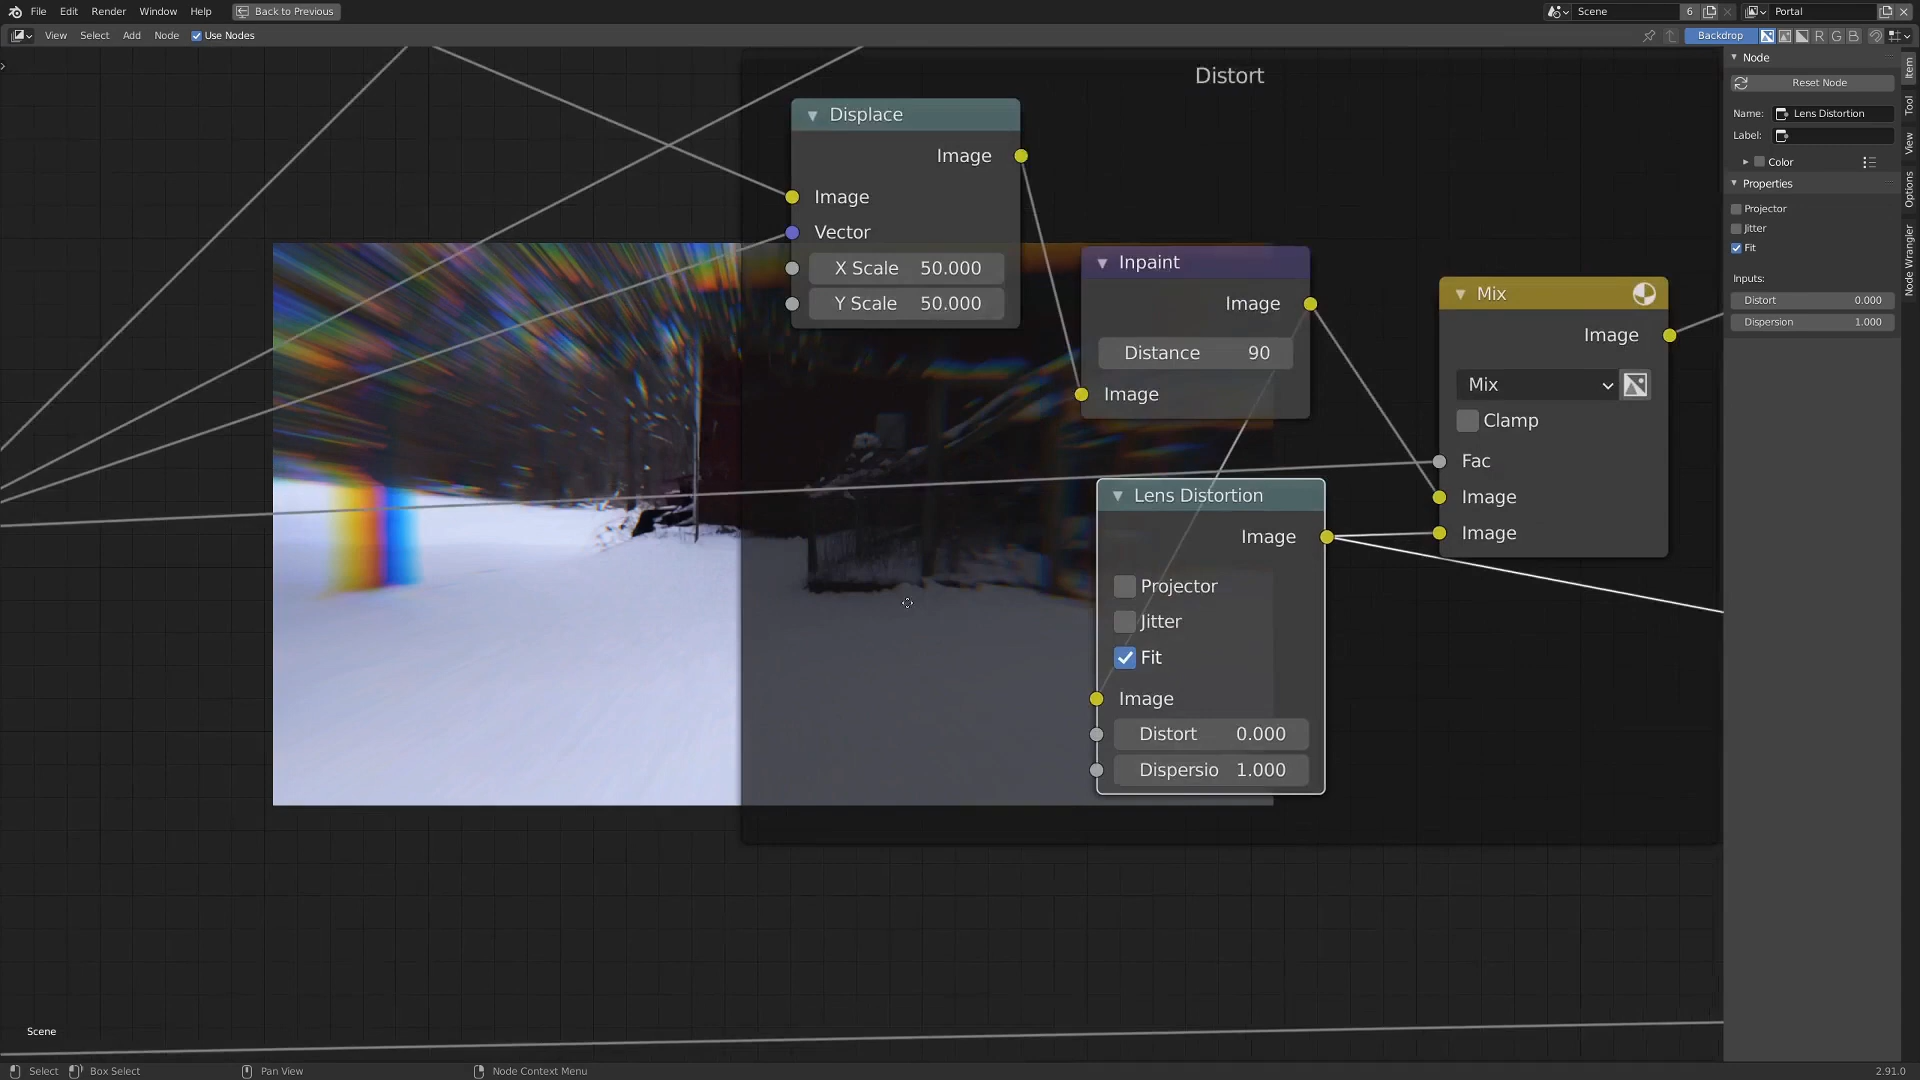 File Edit Render Window Help Back to Previous Scene 6 Portal
View Select Add Node Use Nodes Backdrop R G B
Distort
Displace
Image
Image
Vector
X Scale 50.000
Y Scale 50.000
Inpaint
Image
Distance 90
Image
Lens Distortion
Image
Projector
Jitter
Fit
Image
Distort 0.000
Dispersio 1.000
Mix
Image
Mix
Clamp
Fac
Image
Image
Node
Reset Node
Name: Lens Distortion
Label:
Color
Properties
Projector
Jitter
Fit
Inputs:
Distort 0.000
Dispersion 1.000
Item
Tool
View
Options
Node Wrangler
Scene
Select Box Select Pan View Node Context Menu 2.91.0